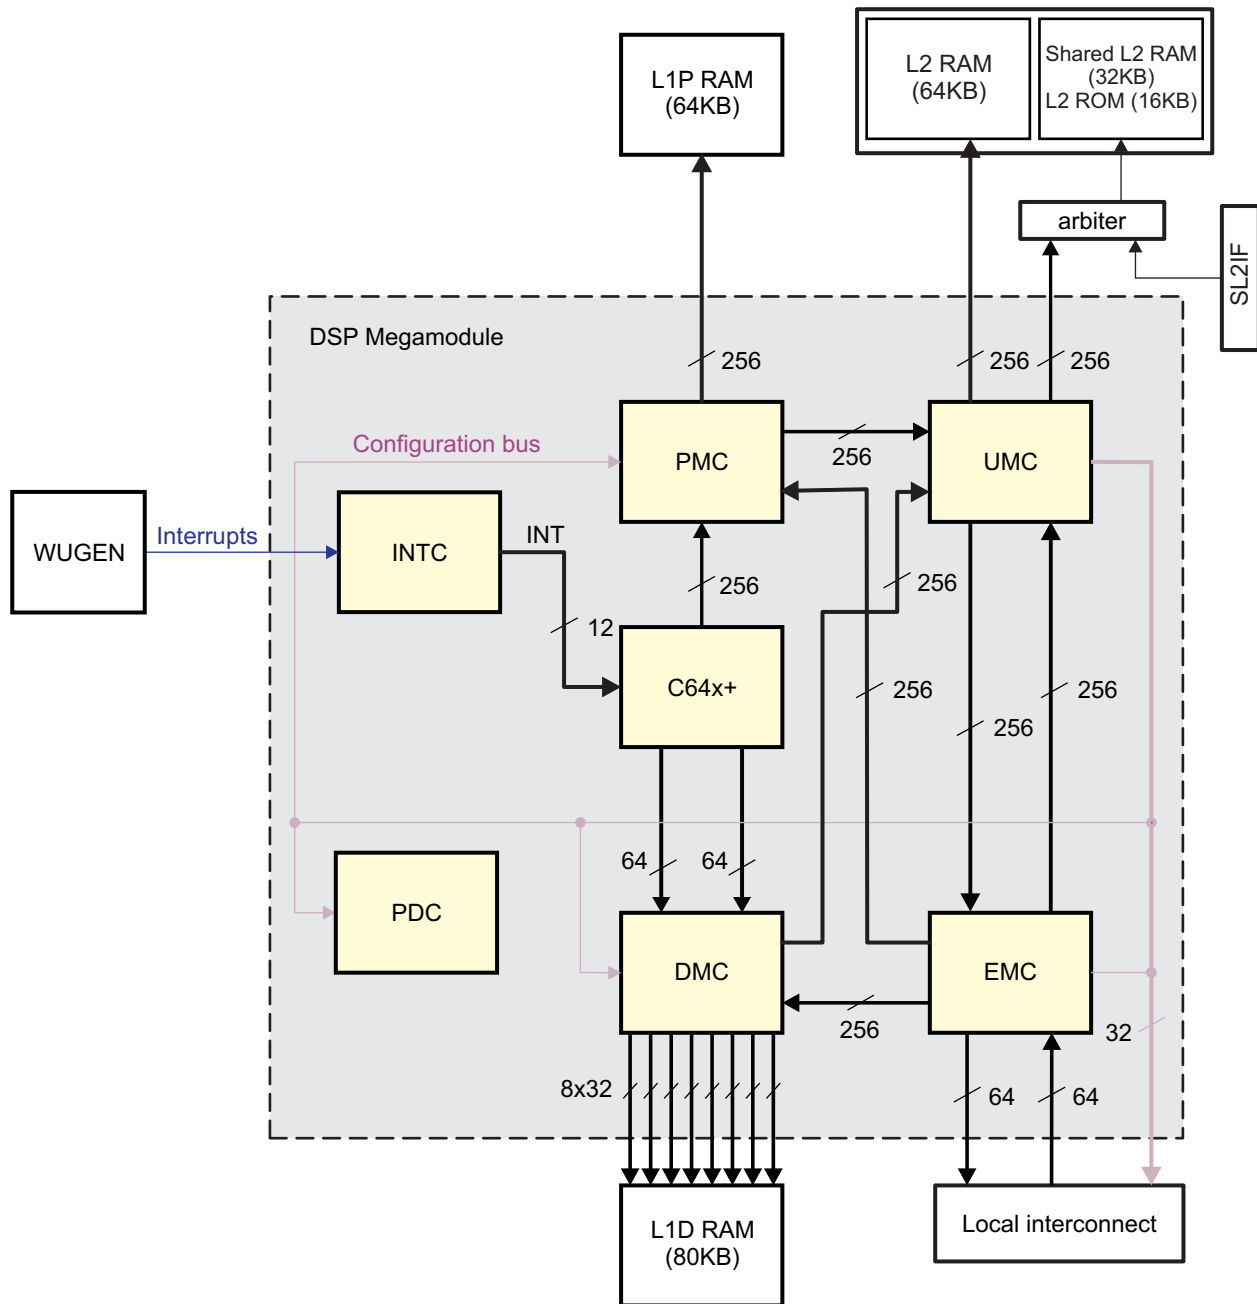 L1P RAM
(64KB)
L2 RAM
(64KB)
Shared L2 RAM
(32KB)
L2 ROM (16KB)
arbiter
SL2IF
DSP Megamodule
256
256
256
Configuration bus
PMC
256
UMC
WUGEN
Interrupts
INTC
INT
256
256
12
C64x+
256
256
256
64
64
PDC
DMC
EMC
256
32
8x32
64
64
L1D RAM
(80KB)
Local interconnect